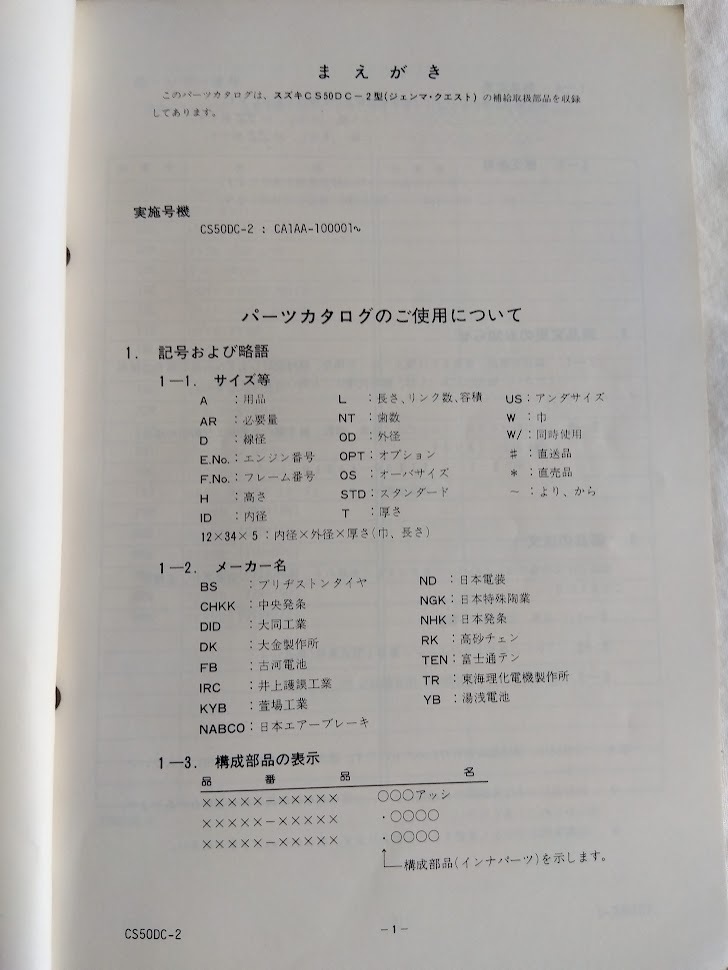 まえがき
このパーツカタログは、スズキCS50DC－2型(ジェンマ・クエスト)の補給取扱部品を収録
してあります。
実施号機
CS50DC-2 : CA1AA-100001～
パーツカタログのご使用について
1. 記号および略語
1―1. サイズ等
A ：用品
AR ：必要量
D ：線径
E.No.：エンジン番号
F.No.：フレーム番号
H ：高さ
ID ：内径
L ：長さ、リンク数、容積
NT ：歯数
OD ：外径
OPT：オプション
OS ：オーバサイズ
STD：スタンダード
T ：厚さ
US：アンダサイズ
W ：巾
W/：同時使用
♯ ：直送品
＊ ：直売品
～ ：より、から
12×34×5：内径×外径×厚さ(巾、長さ)
1―2. メーカー名
BS ：ブリヂストンタイヤ
CHKK ：中央発条
DID ：大同工業
DK ：大金製作所
FB ：古河電池
IRC ：井上護謨工業
KYB ：萱場工業
NABCO：日本エアーブレーキ
ND ：日本電装
NGK：日本特殊陶業
NHK：日本発条
RK ：高砂チェン
TEN：富士通テン
TR ：東海理化電機製作所
YB ：湯浅電池
1―3. 構成部品の表示
品 番 品 名
×××××－××××× ○○○アッシ
×××××－××××× ・○○○○
×××××－××××× ・○○○○
構成部品(インナパーツ)を示します。
CS50DC-2
－1－